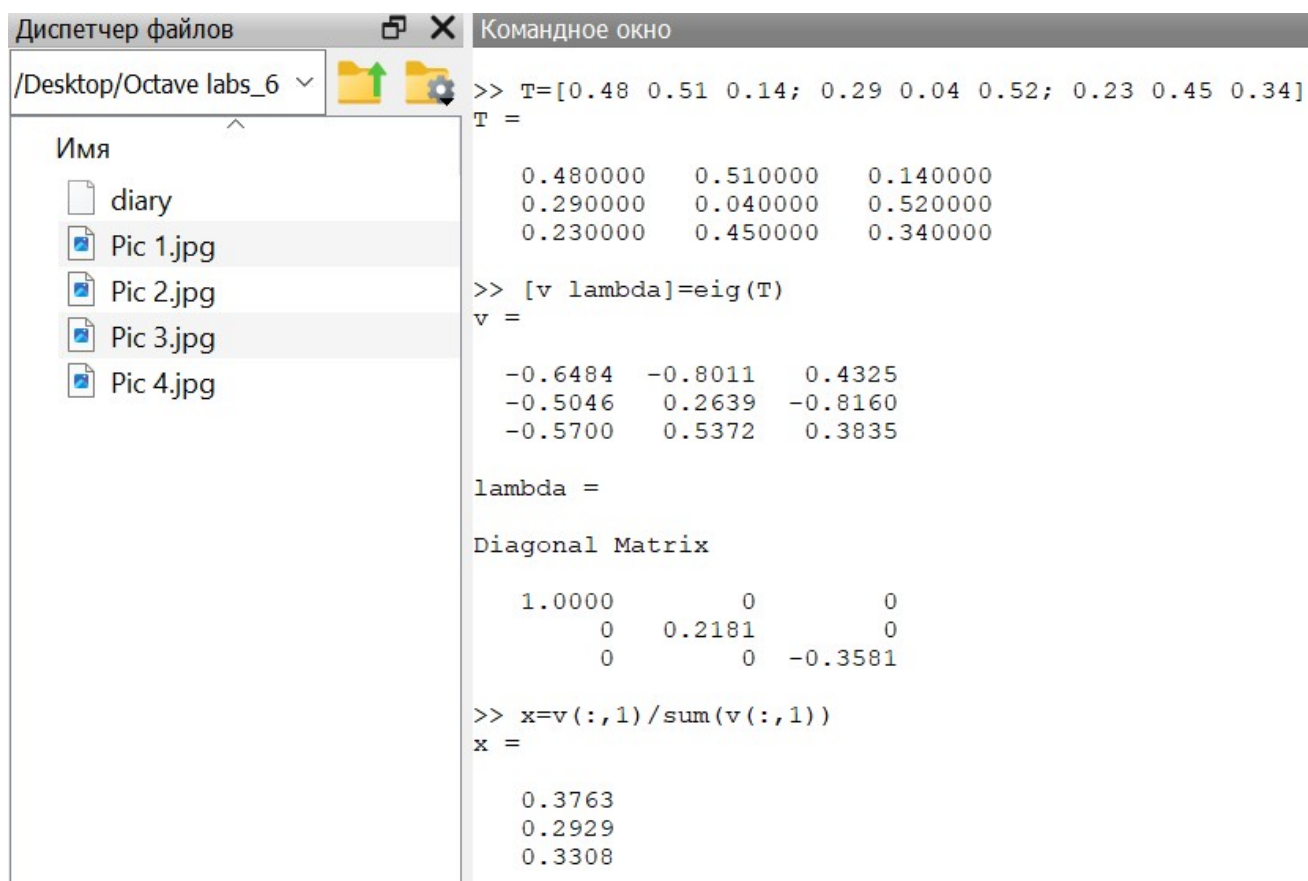 Диспетчер файлов
/Desktop/Octave labs_6
Имя
diary
Pic 1.jpg
Pic 2.jpg
Pic 3.jpg
Pic 4.jpg
Командное окно
>> T=[0.48 0.51 0.14; 0.29 0.04 0.52; 0.23 0.45 0.34]
T =
0.480000 0.510000 0.140000
0.290000 0.040000 0.520000
0.230000 0.450000 0.340000
>> [v lambda]=eig(T)
v =
-0.6484 -0.8011 0.4325
-0.5046 0.2639 -0.8160
-0.5700 0.5372 0.3835
lambda =
Diagonal Matrix
1.0000 0 0
0 0.2181 0
0 0 -0.3581
>> x=v(:,1)/sum(v(:,1))
x =
0.3763
0.2929
0.3308